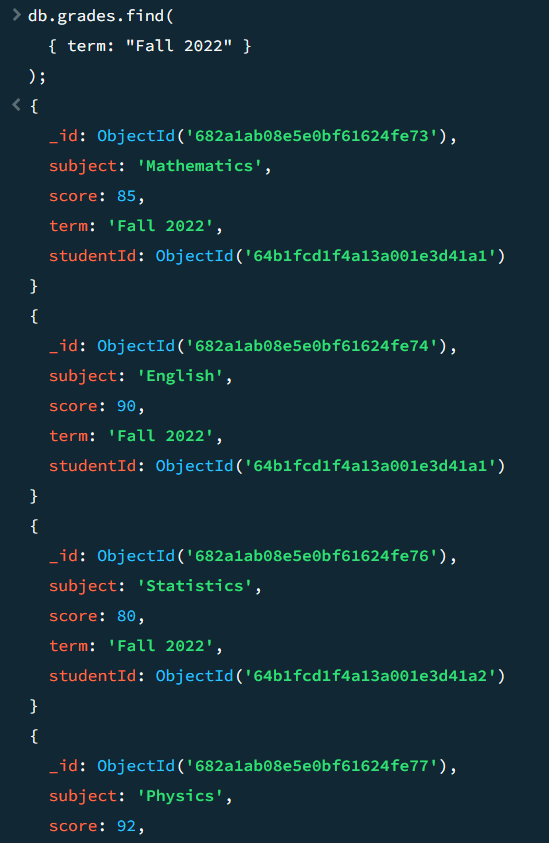 > db.grades.find(
{ term: "Fall 2022" }
);
< {
_id: ObjectId('682a1ab08e5e0bf61624fe73'),
subject: 'Mathematics',
score: 85,
term: 'Fall 2022',
studentId: ObjectId('64b1fcd1f4a13a001e3d41a1')
}
{
_id: ObjectId('682a1ab08e5e0bf61624fe74'),
subject: 'English',
score: 90,
term: 'Fall 2022',
studentId: ObjectId('64b1fcd1f4a13a001e3d41a1')
}
{
_id: ObjectId('682a1ab08e5e0bf61624fe76'),
subject: 'Statistics',
score: 80,
term: 'Fall 2022',
studentId: ObjectId('64b1fcd1f4a13a001e3d41a2')
}
{
_id: ObjectId('682a1ab08e5e0bf61624fe77'),
subject: 'Physics',
score: 92,